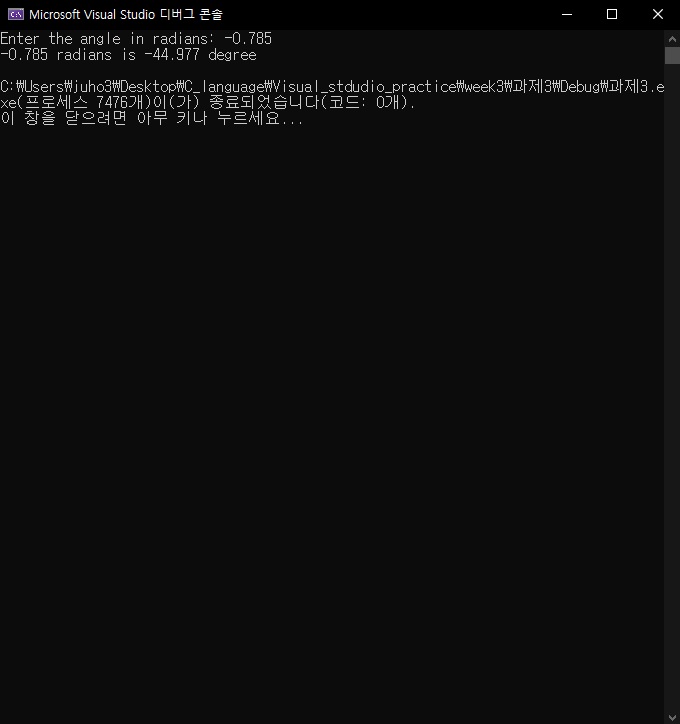 Microsoft Visual Studio 디버그 콘솔
Enter the angle in radians: -0.785
-0.785 radians is -44.977 degree
C:₩Users₩juho3₩Desktop₩C_language₩Visual_stdudio_practice₩week3₩과제3₩Debug₩과제3.e
xe(프로세스 7476개)이(가) 종료되었습니다(코드: 0개).
이 창을 닫으려면 아무 키나 누르세요...